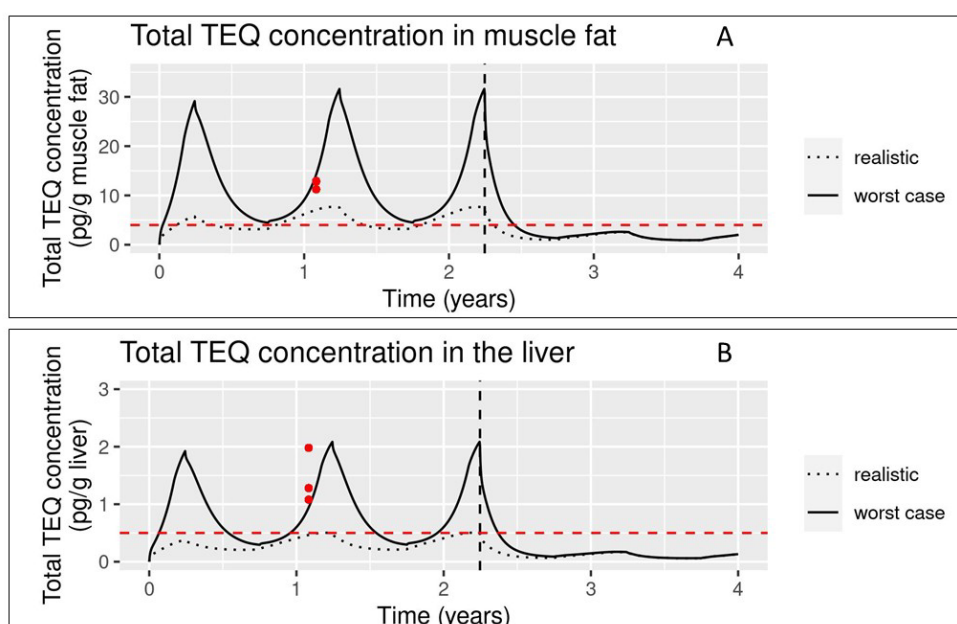 Total TEQ concentration in muscle fat A
Total TEQ concentration
(pg/g muscle fat)
30
20
10
0
0 1 2 3 4
Time (years)
realistic
worst case
Total TEQ concentration in the liver B
Total TEQ concentration
(pg/g liver)
3
2
1
0
0 1 2 3 4
Time (years)
realistic
worst case